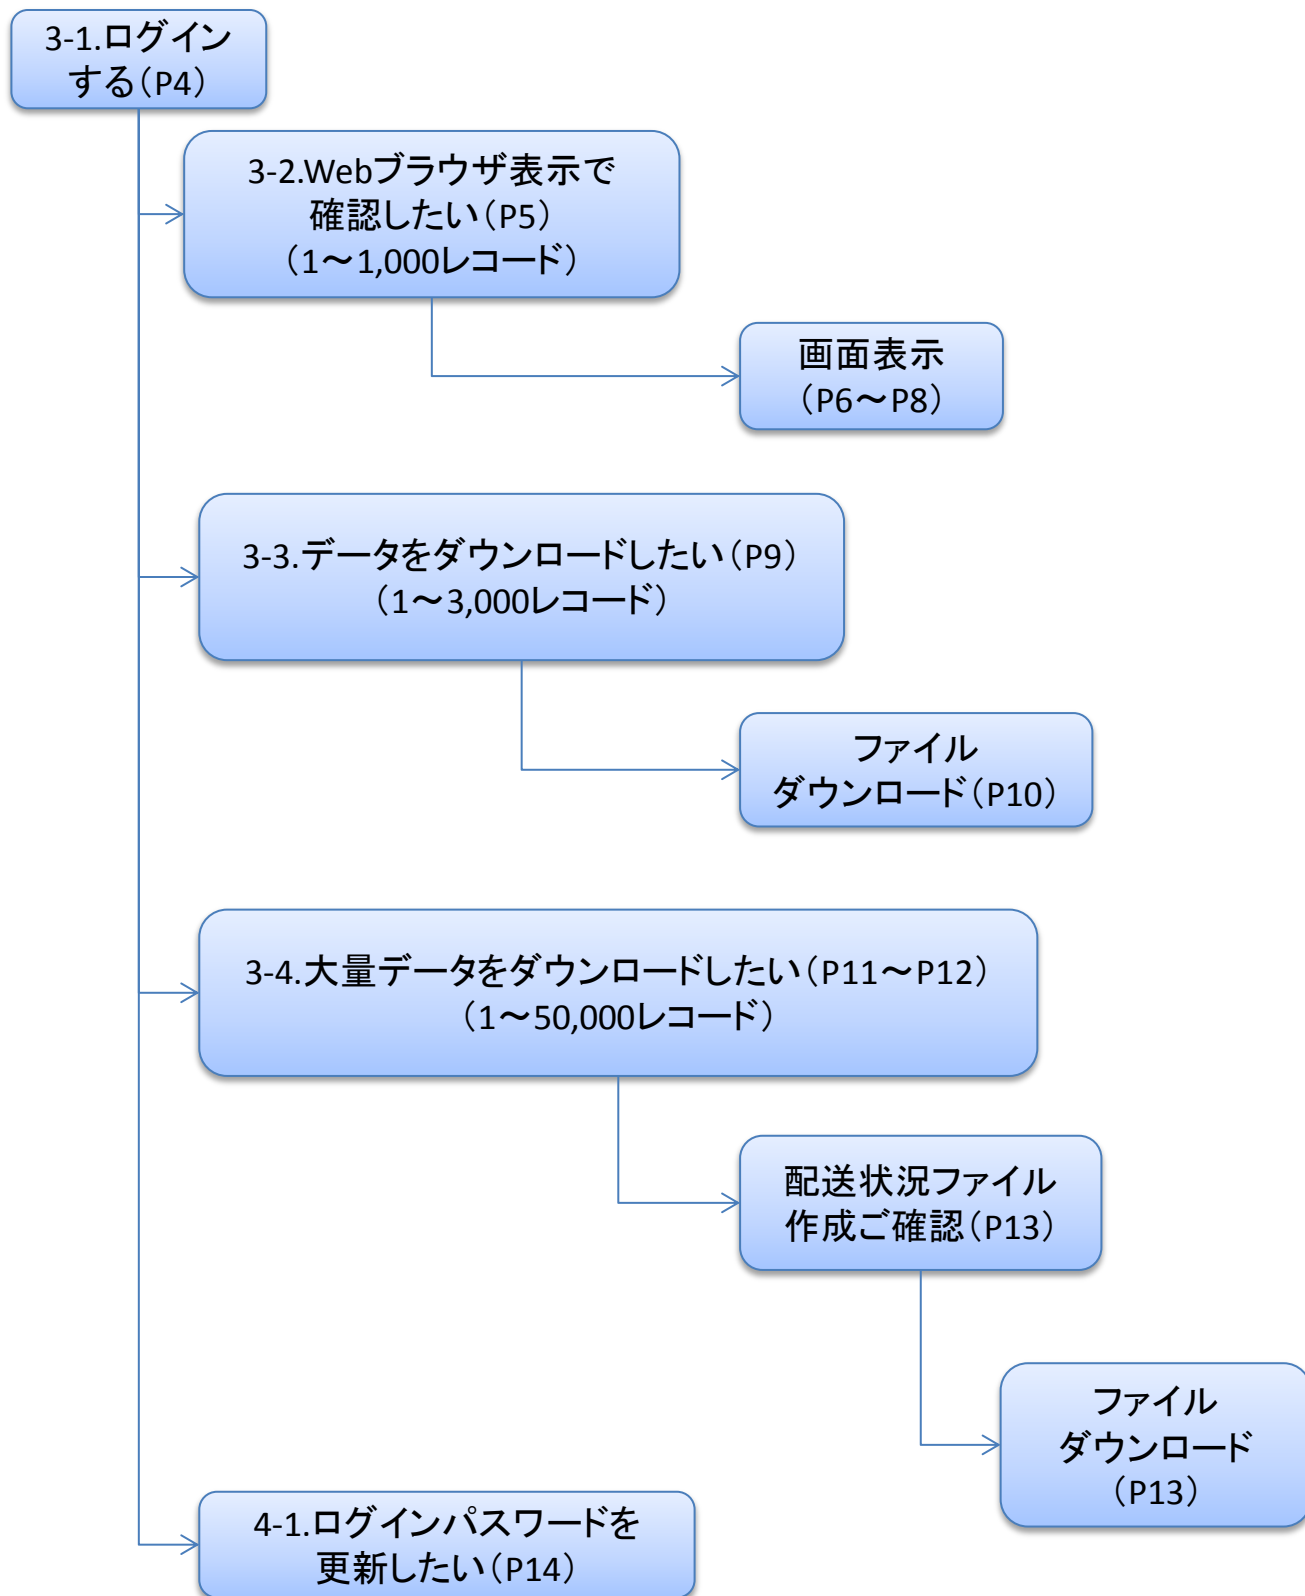 3-1.ログイン
する（P4）
3-2.Webブラウザ表示で
確認したい（P5）
（1～1,000レコード）
画面表示
（P6～P8）
3-3.データをダウンロードしたい（P9）
（1～3,000レコード）
ファイル
ダウンロード（P10）
3-4.大量データをダウンロードしたい（P11～P12）
（1～50,000レコード）
配送状況ファイル
作成ご確認（P13）
ファイル
ダウンロード
（P13）
4-1.ログインパスワードを
更新したい（P14）